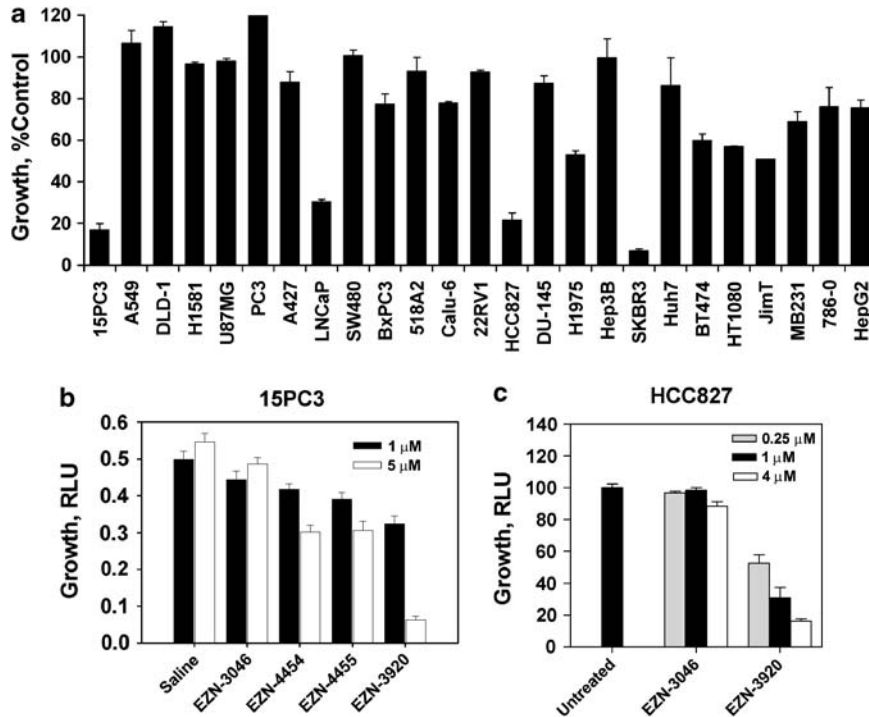 a
Growth, %Control
120
100
80
60
40
20
0
15PC3
A549
DLD-1
H1581
U87MG
PC3
A427
LNCaP
SW480
BxPC3
518A2
Calu-6
22RV1
HCC827
DU-145
H1975
Hep3B
SKBR3
Huh7
BT474
HT1080
JimT
MB231
786-0
HepG2
b
15PC3
Growth, RLU
0.6
0.5
0.4
0.3
0.2
0.1
0.0
1 μM
5 μM
Saline
EZN-3046
EZN-4454
EZN-4455
EZN-3920
c
HCC827
Growth, RLU
140
120
100
80
60
40
20
0
0.25 μM
1 μM
4 μM
Untreated
EZN-3046
EZN-3920